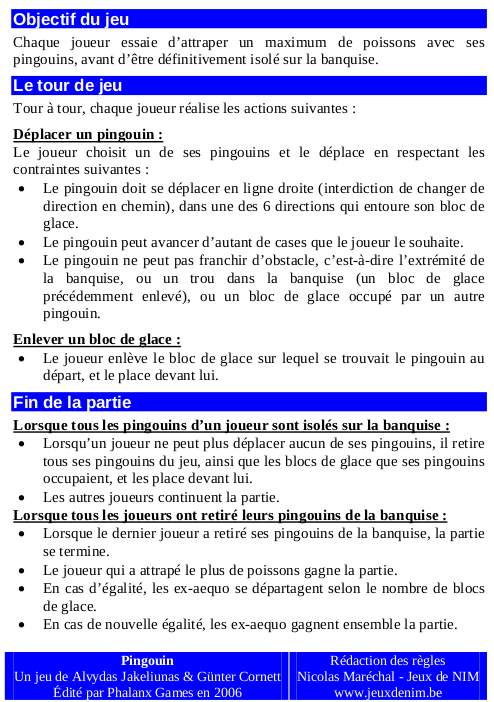 Objectif du jeu
Chaque joueur essaie d'attraper un maximum de poissons avec ses
pingouins, avant d'être définitivement isolé sur la banquise.
Le tour de jeu
Tour à tour, chaque joueur réalise les actions suivantes :
Déplacer un pingouin :
Le joueur choisit un de ses pingouins et le déplace en respectant les
contraintes suivantes :
• Le pingouin doit se déplacer en ligne droite (interdiction de changer de
direction en chemin), dans une des 6 directions qui entoure son bloc de
glace.
• Le pingouin peut avancer d'autant de cases que le joueur le souhaite.
• Le pingouin ne peut pas franchir d'obstacle, c'est-à-dire l'extrémité de
la banquise, ou un trou dans la banquise (un bloc de glace
précédemment enlevé), ou un bloc de glace occupé par un autre
pingouin.
Enlever un bloc de glace :
• Le joueur enlève le bloc de glace sur lequel se trouvait le pingouin au
départ, et le place devant lui.
Fin de la partie
Lorsque tous les pingouins d'un joueur sont isolés sur la banquise :
• Lorsqu'un joueur ne peut plus déplacer aucun de ses pingouins, il retire
tous ses pingouins du jeu, ainsi que les blocs de glace que ses pingouins
occupaient, et les place devant lui.
• Les autres joueurs continuent la partie.
Lorsque tous les joueurs ont retiré leurs pingouins de la banquise :
• Lorsque le dernier joueur a retiré ses pingouins de la banquise, la partie
se termine.
• Le joueur qui a attrapé le plus de poissons gagne la partie.
• En cas d'égalité, les ex-aequo se départagent selon le nombre de blocs
de glace.
• En cas de nouvelle égalité, les ex-aequo gagnent ensemble la partie.
Pingouin
Un jeu de Alvydas Jakeliunas & Günter Cornett
Édité par Phalanx Games en 2006
Rédaction des règles
Nicolas Maréchal - Jeux de NIM
www.jeuxdenim.be